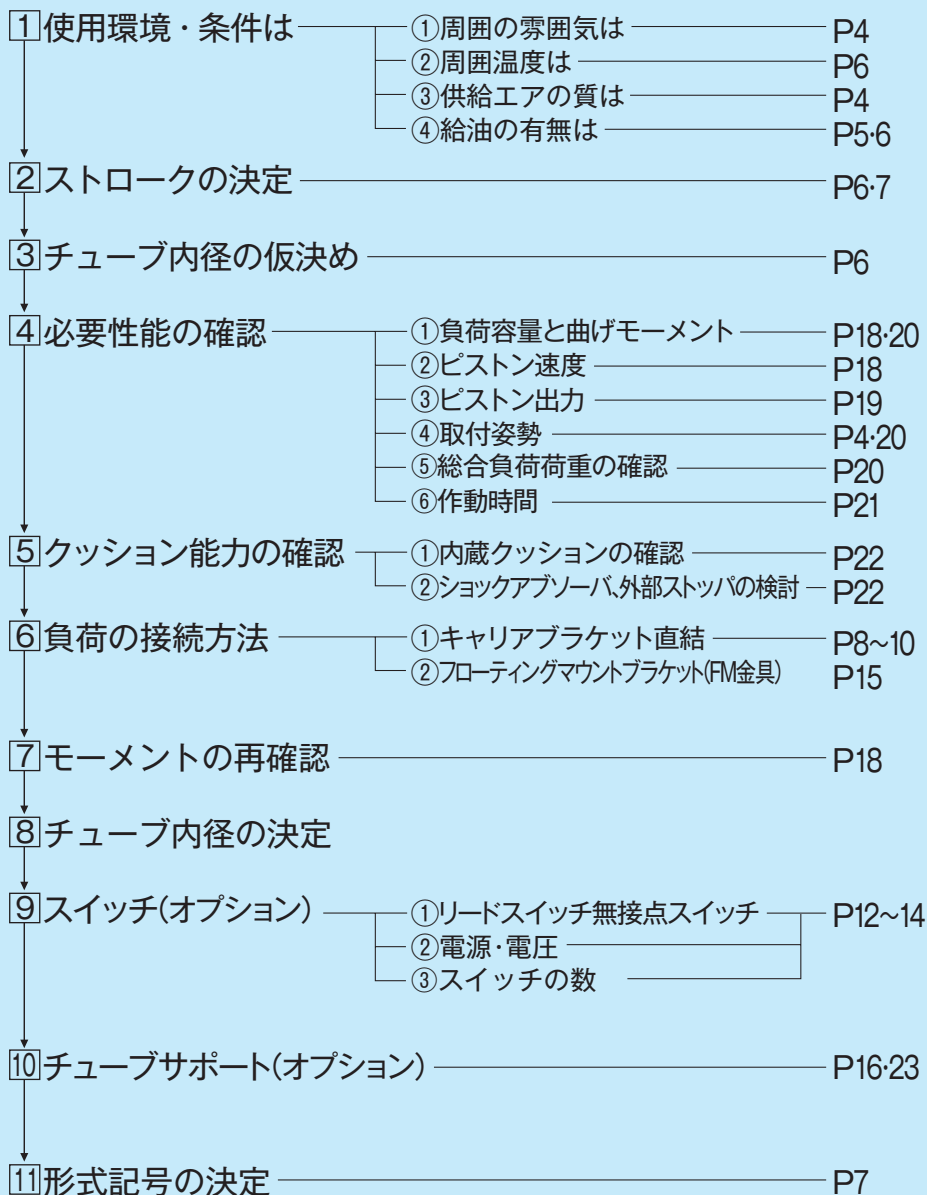 1 使用環境・条件は ①周囲の雰囲気は P4
②周囲温度は P6
③供給エアの質は P4
④給油の有無は P5・6
2 ストロークの決定 P6・7
3 チューブ内径の仮決め P6
4 必要性能の確認 ①負荷容量と曲げモーメント P18・20
②ピストン速度 P18
③ピストン出力 P19
④取付姿勢 P4・20
⑤総合負荷荷重の確認 P20
⑥作動時間 P21
5 クッション能力の確認 ①内蔵クッションの確認 P22
②ショックアブソーバ、外部ストッパの検討 P22
6 負荷の接続方法 ①キャリアブラケット直結 P8~10
②フローティングマウントブラケット(FM金具) P15
7 モーメントの再確認 P18
8 チューブ内径の決定
9 スイッチ(オプション) ①リードスイッチ無接点スイッチ P12~14
②電源・電圧
③スイッチの数
10 チューブサポート(オプション) P16・23
11 形式記号の決定 P7